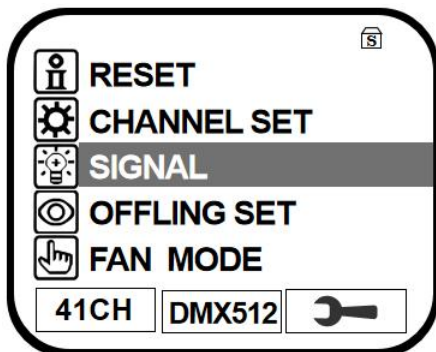 S
RESET
CHANNEL SET
SIGNAL
OFFLING SET
FAN MODE
41CH DMX512